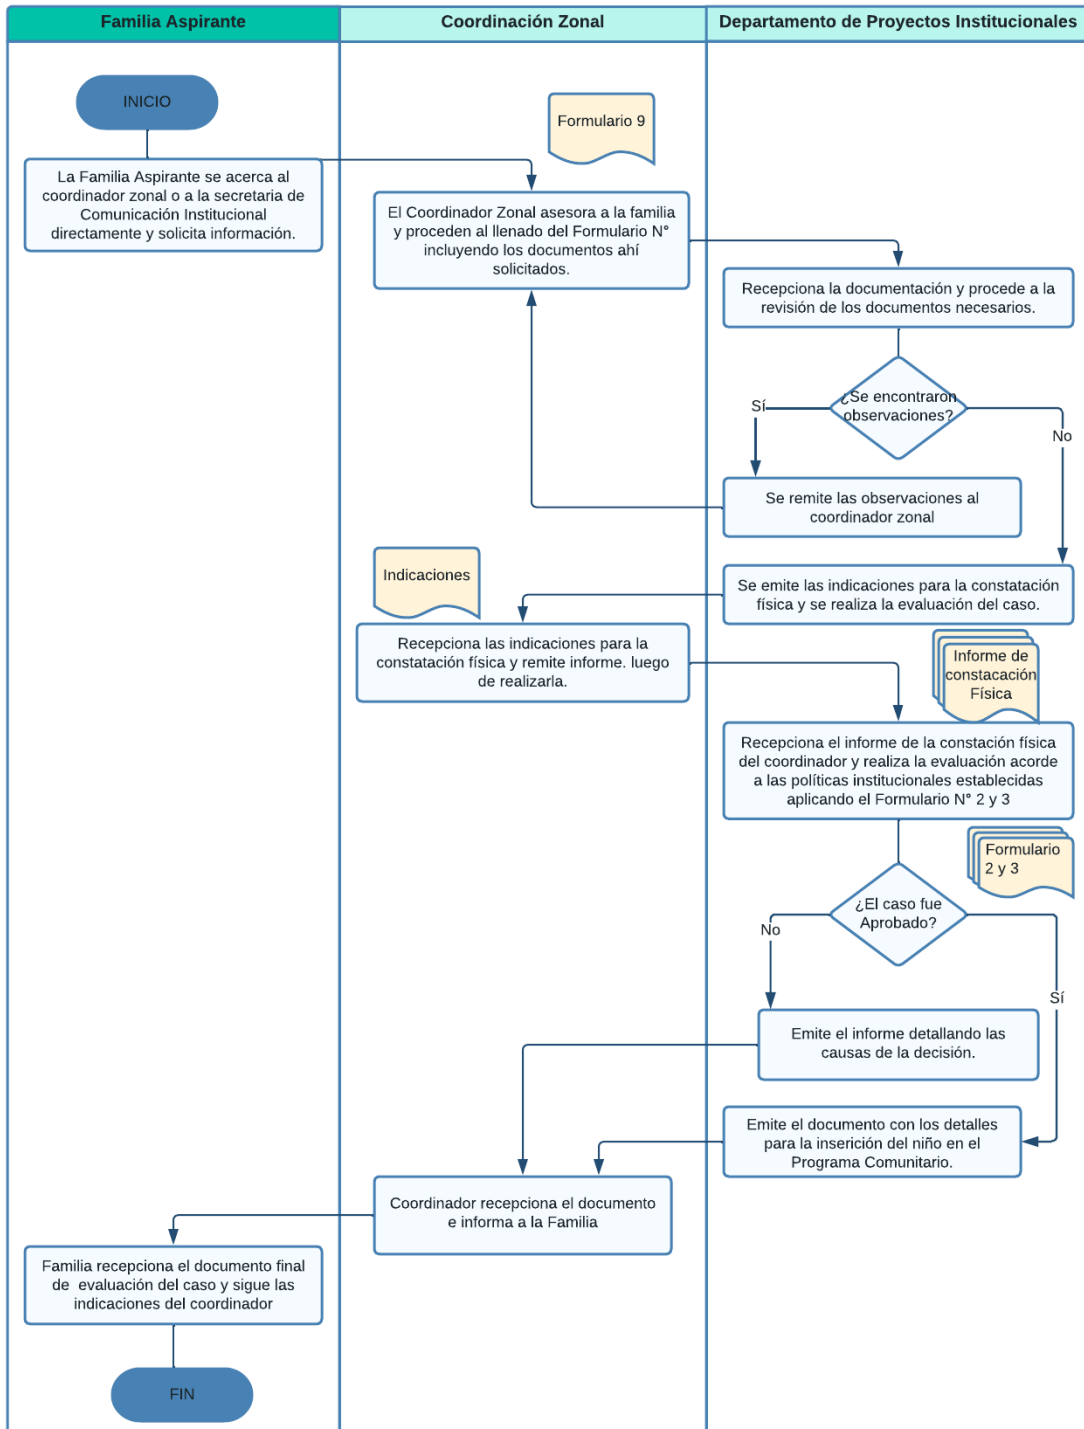 Familia Aspirante
Coordinación Zonal
Departamento de Proyectos Institucionales
INICIO
Formulario 9
La Familia Aspirante se acerca al
coordinador zonal o a la secretaria de
Comunicación Institucional
directamente y solicita información.
El Coordinador Zonal asesora a la familia
y proceden al llenado del Formulario N°
incluyendo los documentos ahí
solicitados.
Recepciona la documentación y procede a la
revisión de los documentos necesarios.
¿Se encontraron
observaciones?
Sí
No
Se remite las observaciones al
coordinador zonal
Indicaciones
Se emite las indicaciones para la constatación
física y se realiza la evaluación del caso.
Recepciona las indicaciones para la
constatación física y remite informe. luego
de realizarla.
Informe de
constacación
Física
Recepciona el informe de la constación física
del coordinador y realiza la evaluación acorde
a las políticas institucionales establecidas
aplicando el Formulario N° 2 y 3
Formulario
2 y 3
¿El caso fue
Aprobado?
No
Sí
Emite el informe detallando las
causas de la decisión.
Emite el documento con los detalles
para la inserición del niño en el
Programa Comunitario.
Coordinador recepciona el documento
e informa a la Familia
Familia recepciona el documento final
de evaluación del caso y sigue las
indicaciones del coordinador
FIN